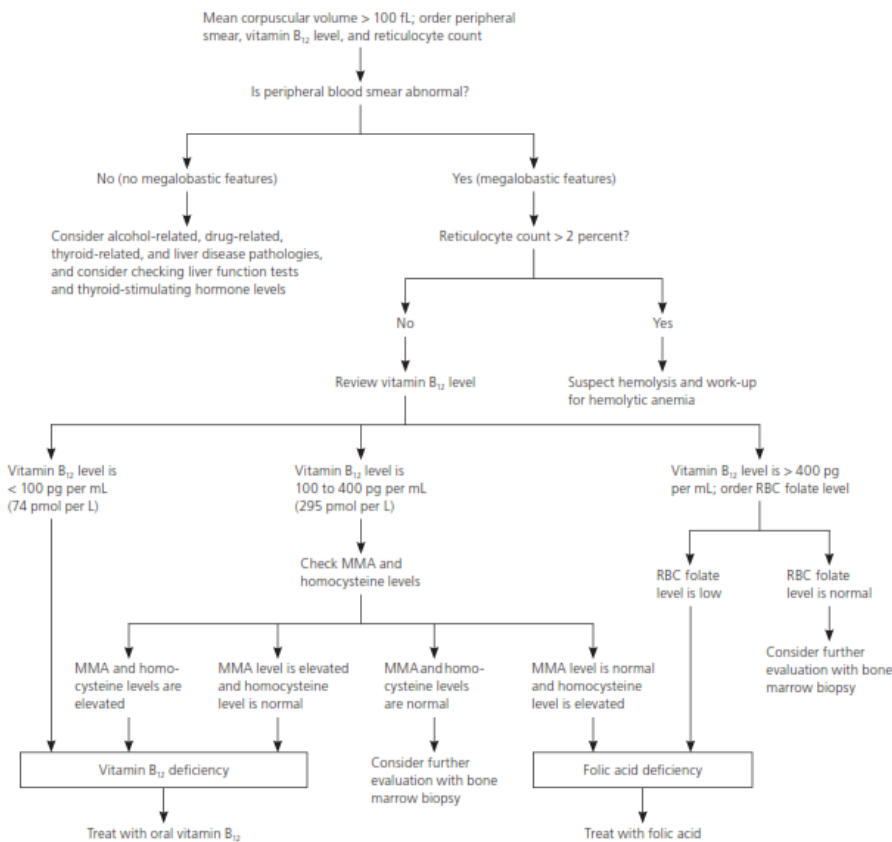 Mean corpuscular volume > 100 fL; order peripheral
smear, vitamin B₁₂ level, and reticulocyte count
Is peripheral blood smear abnormal?
No (no megalobastic features)
Yes (megalobastic features)
Consider alcohol-related, drug-related,
thyroid-related, and liver disease pathologies,
and consider checking liver function tests
and thyroid-stimulating hormone levels
Reticulocyte count > 2 percent?
No
Yes
Review vitamin B₁₂ level
Suspect hemolysis and work-up
for hemolytic anemia
Vitamin B₁₂ level is
< 100 pg per mL
(74 pmol per L)
Vitamin B₁₂ level is
100 to 400 pg per mL
(295 pmol per L)
Vitamin B₁₂ level is > 400 pg
per mL; order RBC folate level
Check MMA and
homocysteine levels
RBC folate
level is low
RBC folate
level is normal
MMA and homo-
cysteine levels are
elevated
MMA level is elevated
and homocysteine
level is normal
MMA and homo-
cysteine levels
are normal
MMA level is normal
and homocysteine
level is elevated
Consider further
evaluation with bone
marrow biopsy
Vitamin B₁₂ deficiency
Consider further
evaluation with bone
marrow biopsy
Folic acid deficiency
Treat with oral vitamin B₁₂
Treat with folic acid